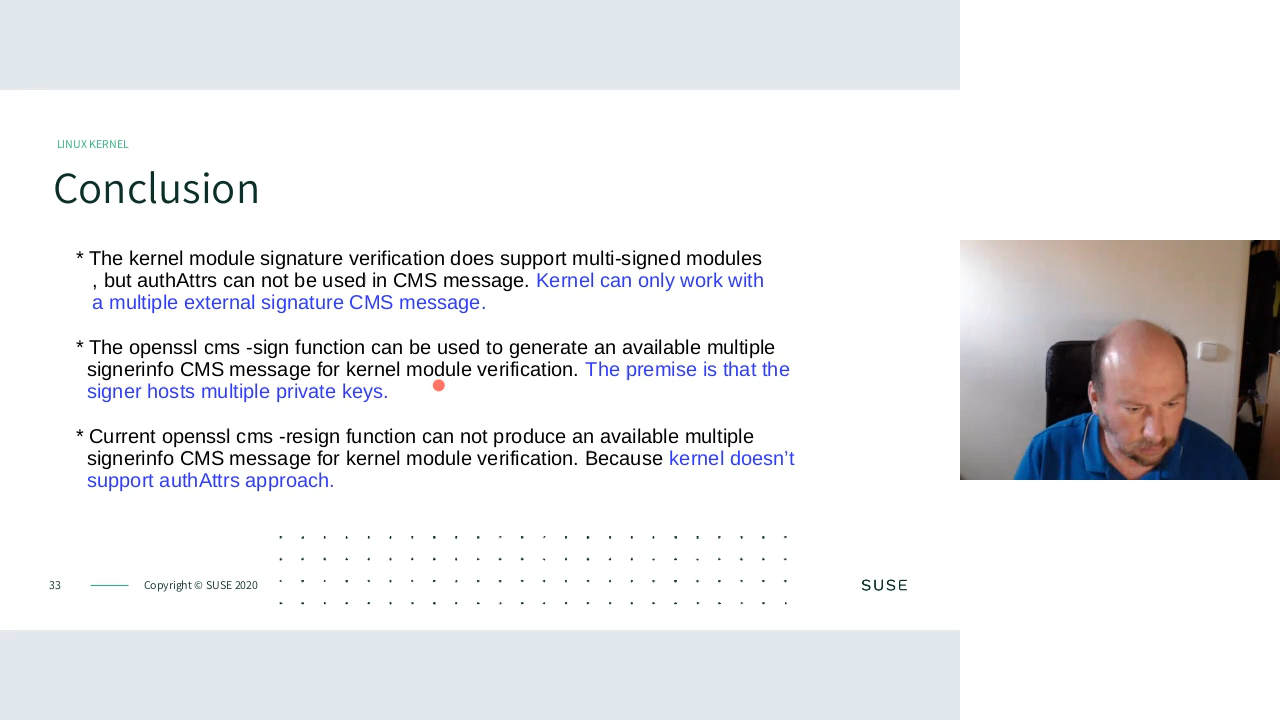 LINUX KERNEL
Conclusion
* The kernel module signature verification does support multi-signed modules
, but authAttrs can not be used in CMS message. Kernel can only work with
a multiple external signature CMS message.
* The openssl cms -sign function can be used to generate an available multiple
signerinfo CMS message for kernel module verification. The premise is that the
signer hosts multiple private keys.
* Current openssl cms -resign function can not produce an available multiple
signerinfo CMS message for kernel module verification. Because kernel doesn’t
support authAttrs approach.
33
Copyright © SUSE 2020
SUSE